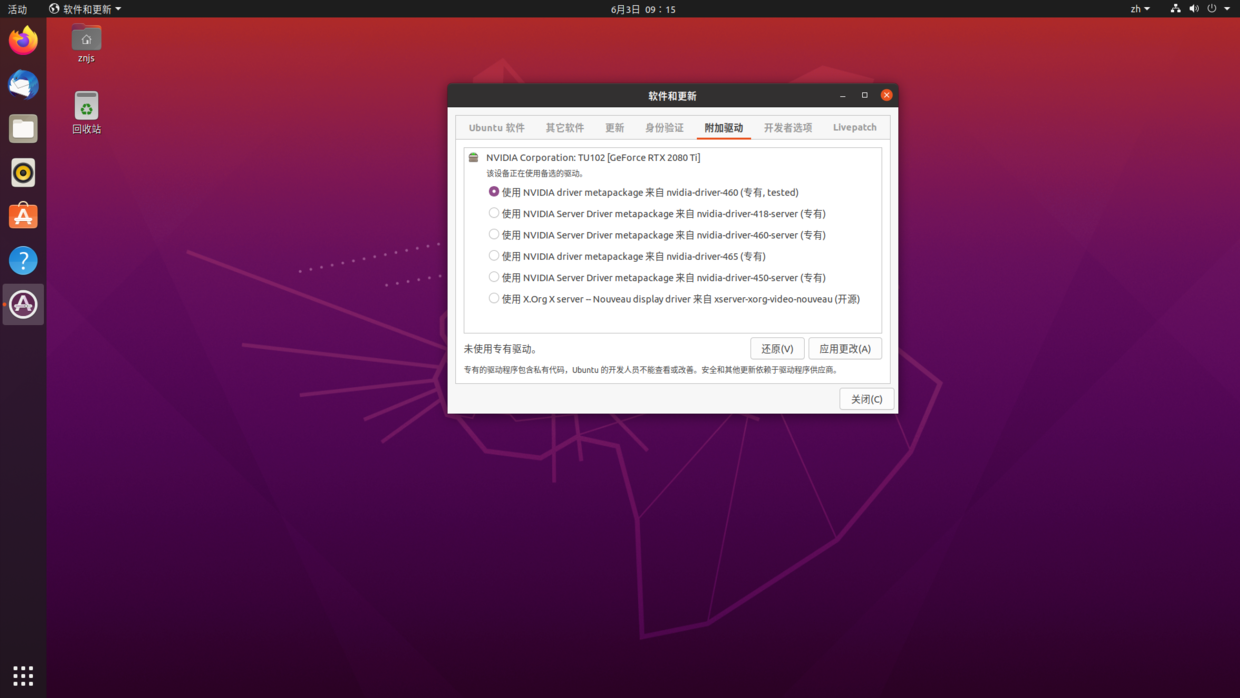 活动 软件和更新 6月3日 09：15 zh
znjs
回收站
软件和更新
Ubuntu 软件 其它软件 更新 身份验证 附加驱动 开发者选项 Livepatch
NVIDIA Corporation: TU102 [GeForce RTX 2080 Ti]
该设备正在使用备选的驱动。
使用 NVIDIA driver metapackage 来自 nvidia-driver-460 (专有, tested)
使用 NVIDIA Server Driver metapackage 来自 nvidia-driver-418-server (专有)
使用 NVIDIA Server Driver metapackage 来自 nvidia-driver-460-server (专有)
使用 NVIDIA driver metapackage 来自 nvidia-driver-465 (专有)
使用 NVIDIA Server Driver metapackage 来自 nvidia-driver-450-server (专有)
使用 X.Org X server -- Nouveau display driver 来自 xserver-xorg-video-nouveau (开源)
未使用专有驱动。 还原(V) 应用更改(A)
专有的驱动程序包含私有代码，Ubuntu 的开发人员不能查看或改善。安全和其他更新依赖于驱动程序供应商。
关闭(C)